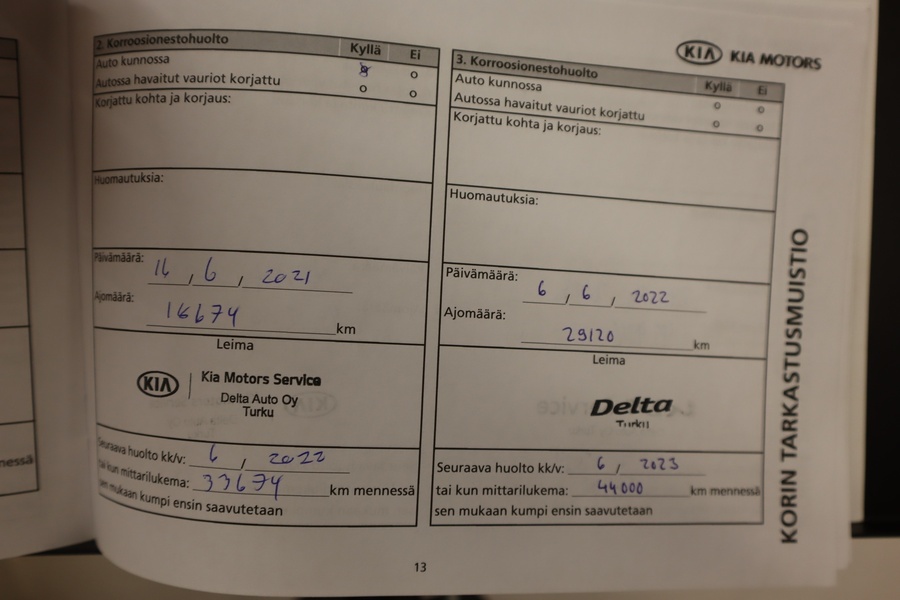 2. Korroosionestohuolto Kyllä Ei
Auto kunnossa
Autossa havaitut vauriot korjattu
Korjattu kohta ja korjaus:
Huomautuksia:
Päivämäärä: 16, 6, 2021
Ajomäärä: 18674 km
Leima
KIA Kia Motors Service
Delta Auto Oy
Turku
Seuraava huolto kk/v: 6, 2022
tai kun mittarilukema: 33674 km mennessä
sen mukaan kumpi ensin saavutetaan
KIA KIA MOTORS
3. Korroosionestohuolto Kyllä Ei
Auto kunnossa
Autossa havaitut vauriot korjattu
Korjattu kohta ja korjaus:
Huomautuksia:
Päivämäärä: 6, 6, 2022
Ajomäärä: 29120 km
Leima
Delta
Turku
Seuraava huolto kk/v: 6, 2023
tai kun mittarilukema: 44000 km mennessä
sen mukaan kumpi ensin saavutetaan
KORIN TARKASTUSMUISTIO
13